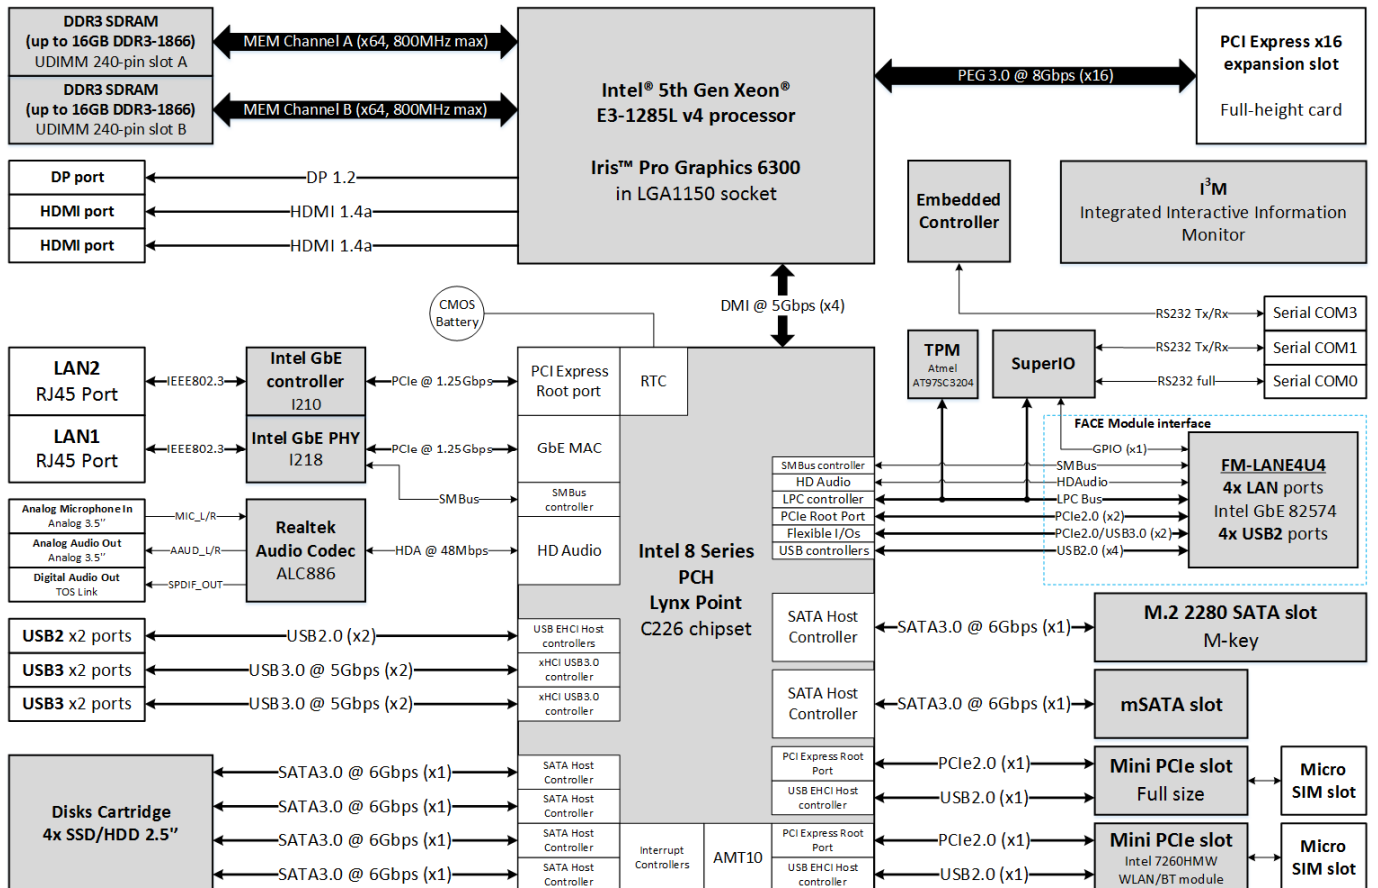 DDR3 SDRAM
(up to 16GB DDR3-1866)
UDIMM 240-pin slot A
DDR3 SDRAM
(up to 16GB DDR3-1866)
UDIMM 240-pin slot B
MEM Channel A (x64, 800MHz max)
MEM Channel B (x64, 800MHz max)
Intel® 5th Gen Xeon®
E3-1285L v4 processor
Iris™ Pro Graphics 6300
in LGA1150 socket
PEG 3.0 @ 8Gbps (x16)
PCI Express x16
expansion slot
Full-height card
DP port
HDMI port
HDMI port
DP 1.2
HDMI 1.4a
HDMI 1.4a
Embedded
Controller
I³M
Integrated Interactive Information
Monitor
DMI @ 5Gbps (x4)
CMOS
Battery
RS232 Tx/Rx
Serial COM3
RS232 Tx/Rx
Serial COM1
RS232 full
Serial COM0
TPM
Atmel
AT97SC3204
SuperIO
LAN2
RJ45 Port
IEEE802.3
Intel GbE
controller
I210
PCIe @ 1.25Gbps
PCI Express
Root port
RTC
LAN1
RJ45 Port
IEEE802.3
Intel GbE PHY
I218
PCIe @ 1.25Gbps
GbE MAC
SMBus
SMBus
controller
FACE Module interface
GPIO (x1)
SMBus controller
SMBus
HD Audio
HDAudio
LPC controller
LPC Bus
PCIe Root Port
PCIe2.0 (x2)
Flexible I/Os
PCIe2.0/USB3.0 (x2)
USB controllers
USB2.0 (x4)
FM-LANE4U4
4x LAN ports
Intel GbE 82574
4x USB2 ports
Analog Microphone In
Analog 3.5″
MIC_L/R
Analog Audio Out
Analog 3.5″
AAUD_L/R
Digital Audio Out
TOS Link
SPDIF_OUT
Realtek
Audio Codec
ALC886
HDA @ 48Mbps
HD Audio
Intel 8 Series
PCH
Lynx Point
C226 chipset
USB2 x2 ports
USB2.0 (x2)
USB EHCI Host
controllers
USB3 x2 ports
USB3.0 @ 5Gbps (x2)
xHCI USB3.0
controller
USB3 x2 ports
USB3.0 @ 5Gbps (x2)
xHCI USB3.0
controller
SATA Host
Controller
SATA3.0 @ 6Gbps (x1)
M.2 2280 SATA slot
M-key
SATA Host
Controller
SATA3.0 @ 6Gbps (x1)
mSATA slot
Disks Cartridge
4x SSD/HDD 2.5″
SATA3.0 @ 6Gbps (x1)
SATA Host
Controller
SATA3.0 @ 6Gbps (x1)
SATA Host
Controller
SATA3.0 @ 6Gbps (x1)
SATA Host
Controller
SATA3.0 @ 6Gbps (x1)
SATA Host
Controller
Interrupt
Controllers
AMT10
PCI Express Root
Port
PCIe2.0 (x1)
USB EHCI Host
controller
USB2.0 (x1)
Mini PCIe slot
Full size
Micro
SIM slot
PCI Express Root
Port
PCIe2.0 (x1)
USB EHCI Host
controller
USB2.0 (x1)
Mini PCIe slot
Intel 7260HMW
WLAN/BT module
Micro
SIM slot